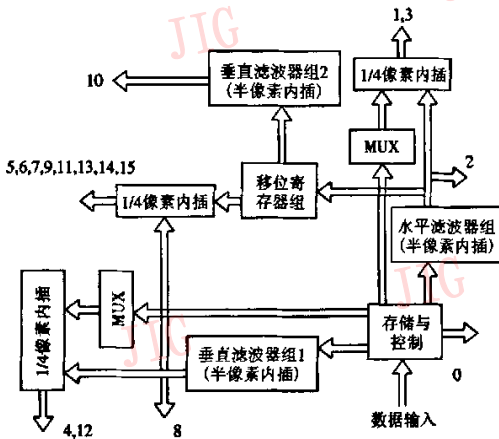 JIG
1,3
垂直滤波器组2
(半像素内插)
10
1/4像素内插
MUX
2
5,6,7,9,11,13,14,15
移位寄
存器组
1/4像素内插
水平滤波器组
(半像素内插)
JIG
1/4像素内插
MUX
存储与
控制
JIG
垂直滤波器组1
(半像素内插)
0
4,12
8
数据输入